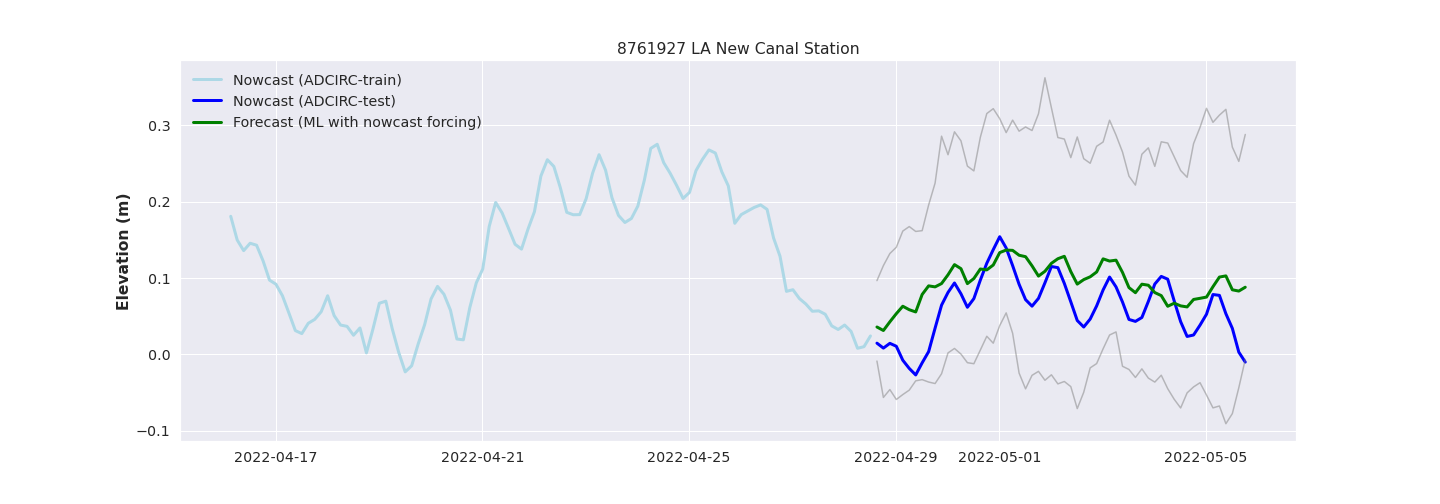 8761927 LA New Canal Station
Nowcast (ADCIRC-train)
Nowcast (ADCIRC-test)
Forecast (ML with nowcast forcing)
Elevation (m)
0.3
0.2
0.1
0.0
−0.1
2022-04-17
2022-04-21
2022-04-25
2022-04-29
2022-05-01
2022-05-05